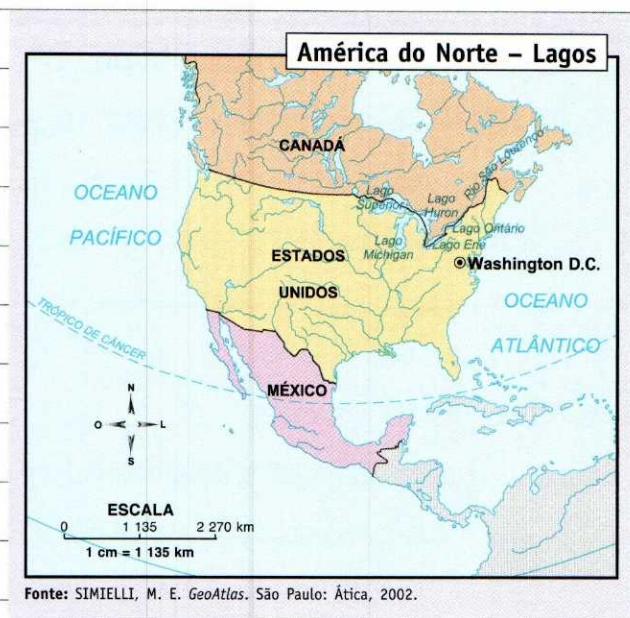 América do Norte – Lagos
CANADÁ
Rio São Lourenço
Lago
Superior
Lago
Huron
OCEANO
PACÍFICO
Lago Ontário
Lago
Michigan
Lago Erie
ESTADOS
UNIDOS
Washington D.C.
OCEANO
ATLÂNTICO
TRÓPICO DE CÂNCER
MÉXICO
N
O
L
S
ESCALA
0 1 135 2 270 km
1 cm = 1 135 km
Fonte: SIMIELLI, M. E. GeoAtlas. São Paulo: Ática, 2002.